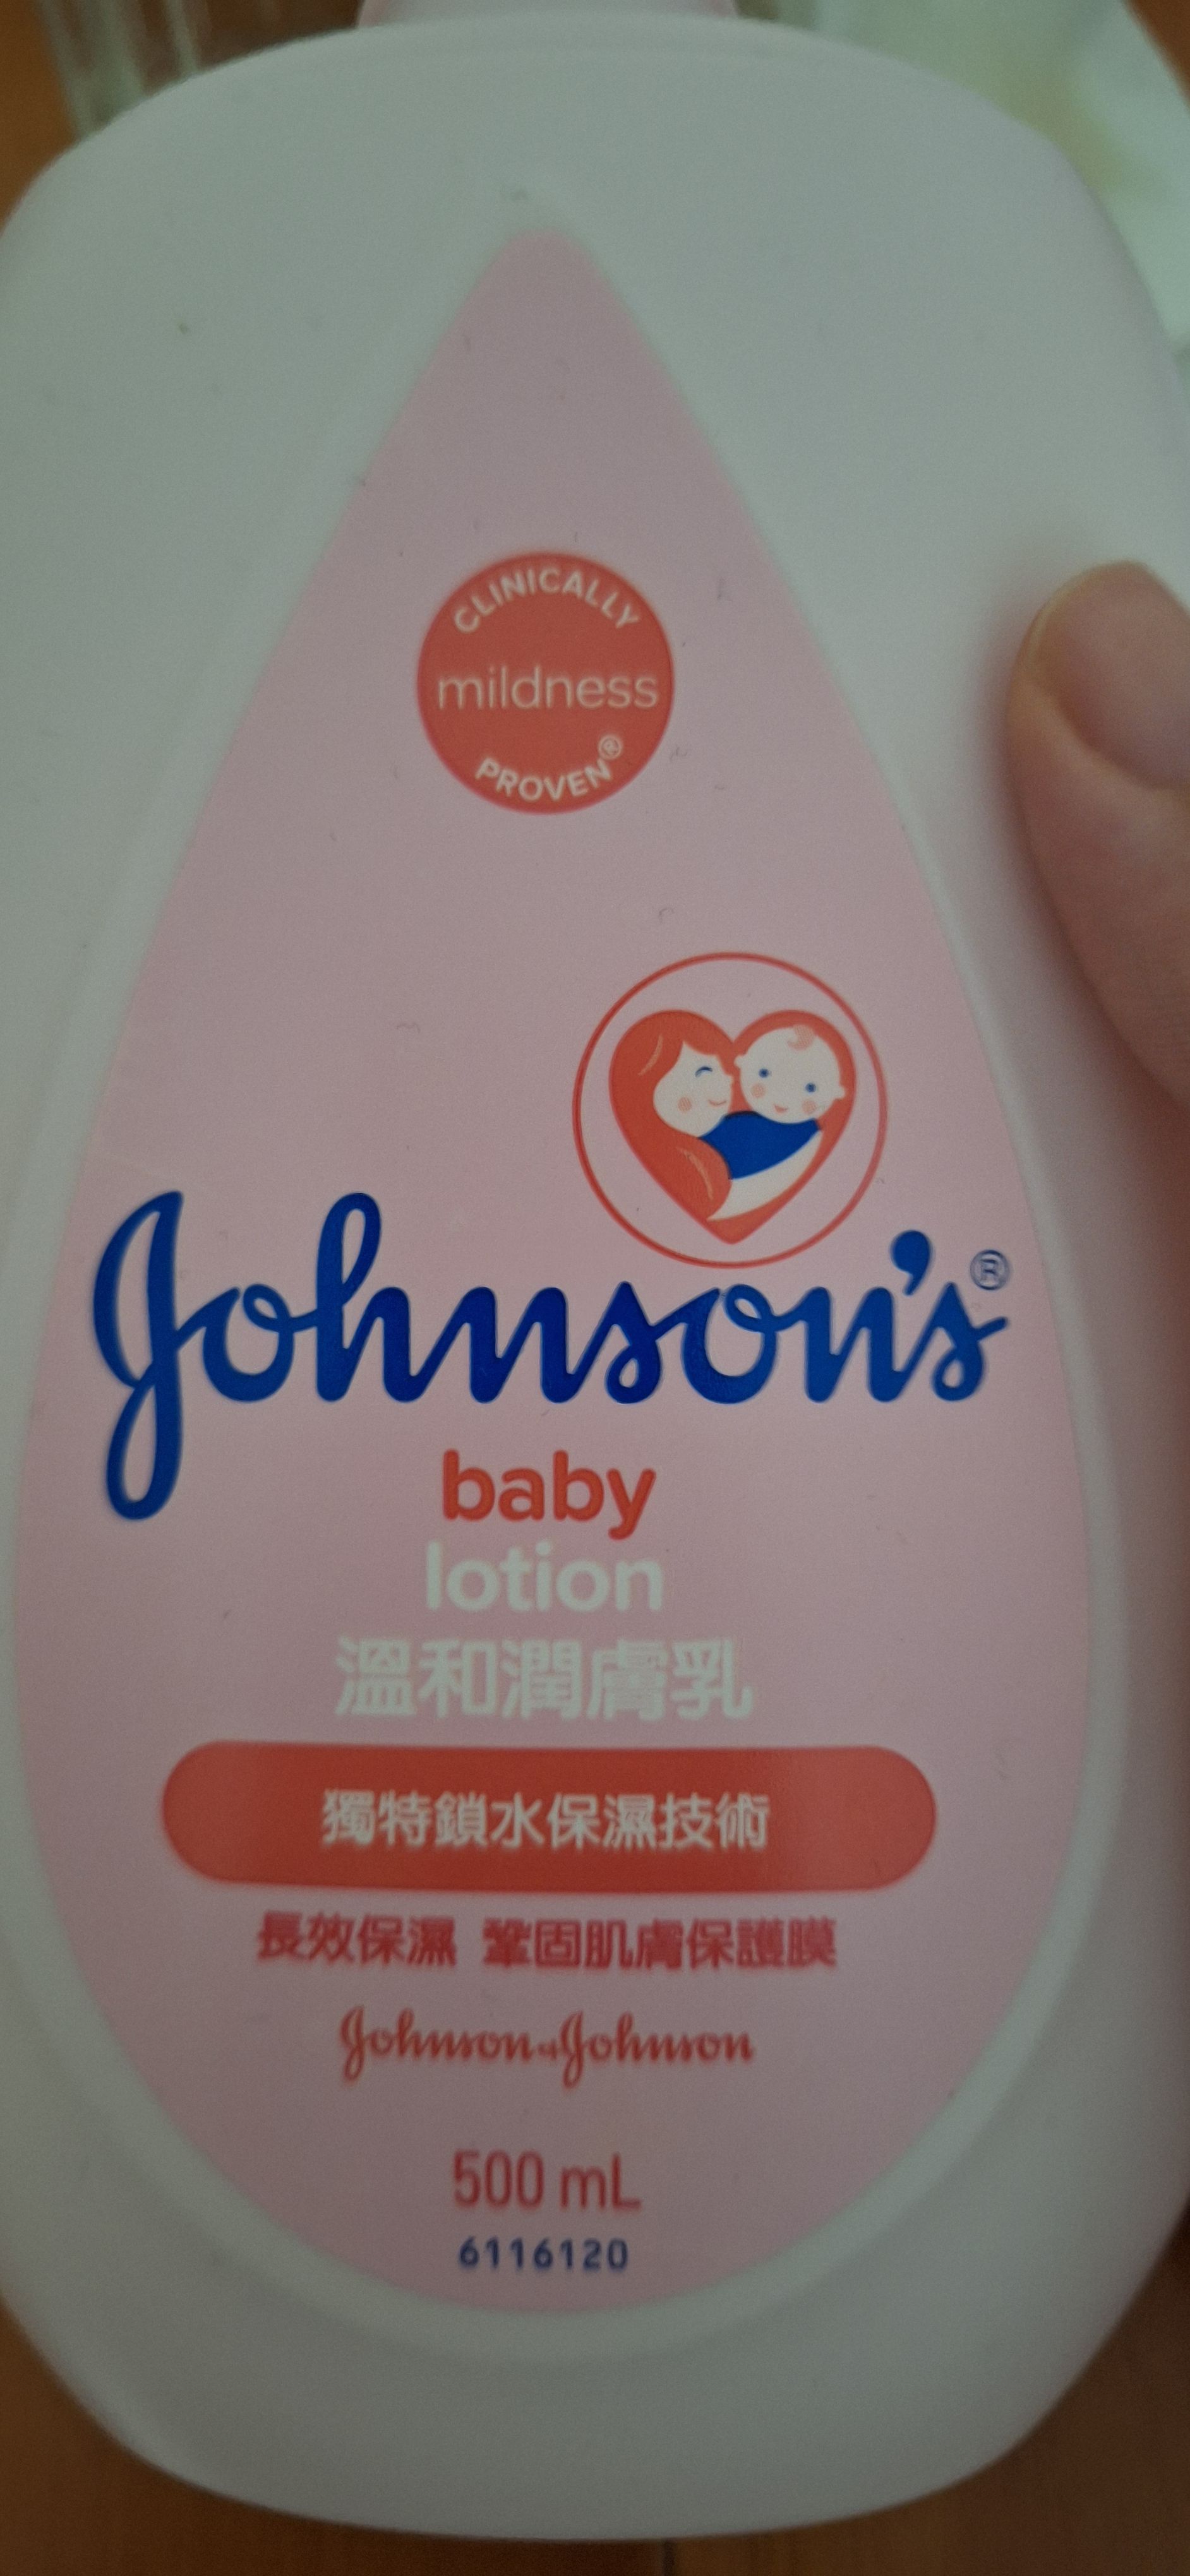 CLINICALLY
mildness
PROVEN®
Johnson's®
baby
lotion
溫和潤膚乳
獨特鎖水保濕技術
長效保濕 鞏固肌膚保護膜
Johnson & Johnson
500 mL
6116120